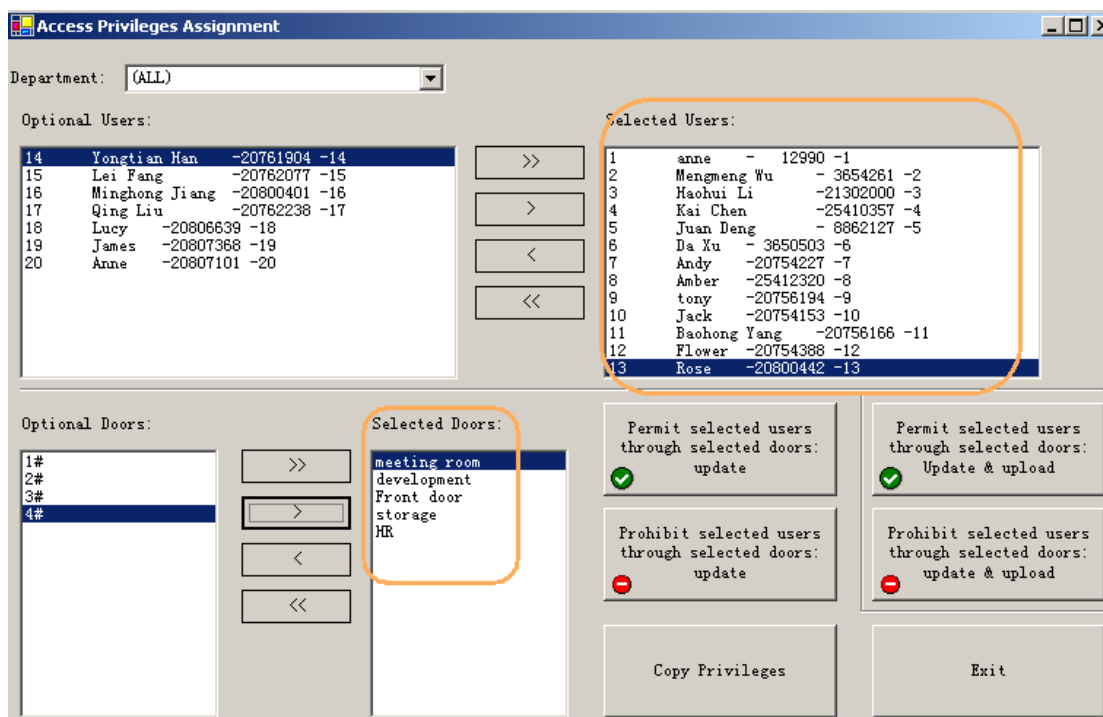 Access Privileges Assignment
Department: (ALL)
Optional Users:
14 Yongtian Han -20761904 -14
15 Lei Fang -20762077 -15
16 Minghong Jiang -20800401 -16
17 Qing Liu -20762238 -17
18 Lucy -20806639 -18
19 James -20807368 -19
20 Anne -20807101 -20
>>
>
<
<<
Selected Users:
1 anne - 12990 -1
2 Mengmeng Wu - 3654261 -2
3 Haohui Li -21302000 -3
4 Kai Chen -25410357 -4
5 Juan Deng - 8862127 -5
6 Da Xu - 3650503 -6
7 Andy -20754227 -7
8 Amber -25412320 -8
9 tony -20756194 -9
10 Jack -20754153 -10
11 Baohong Yang -20756166 -11
12 Flower -20754388 -12
13 Rose -20800442 -13
Optional Doors:
1#
2#
3#
4#
>>
>
<
<<
Selected Doors:
meeting room
development
Front door
storage
HR
Permit selected users
through selected doors:
update
Permit selected users
through selected doors:
Update & upload
Prohibit selected users
through selected doors:
update
Prohibit selected users
through selected doors:
update & upload
Copy Privileges
Exit